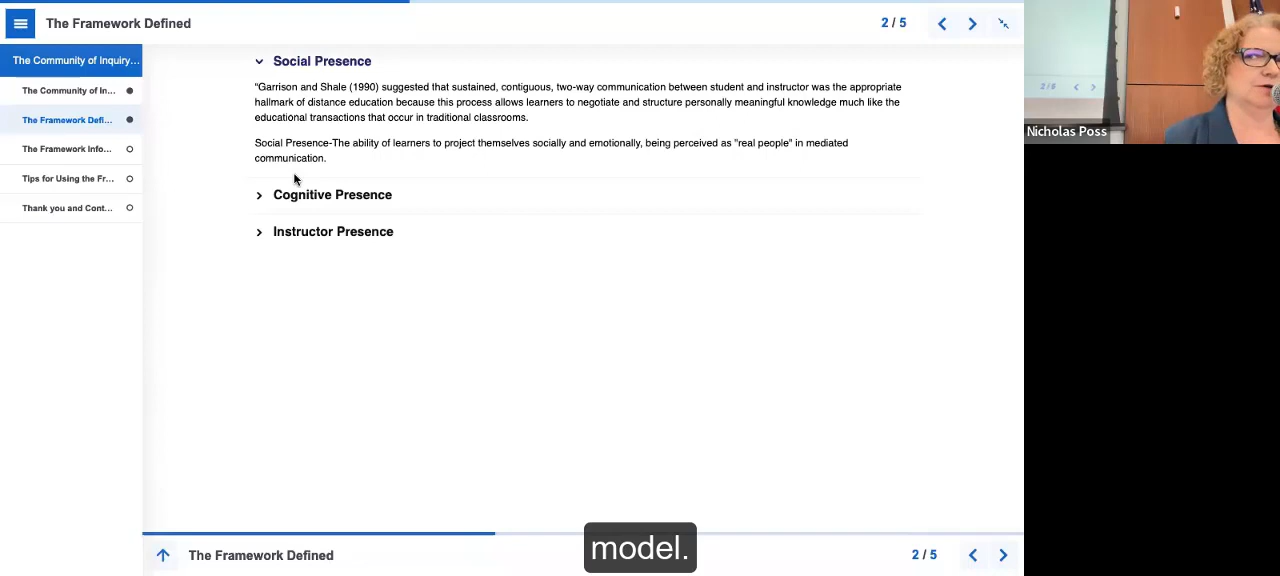 The Framework Defined
2 / 5
The Community of Inquiry...
The Community of In...
The Framework Defi...
The Framework Info...
Tips for Using the Fr...
Thank you and Cont...
Social Presence
"Garrison and Shale (1990) suggested that sustained, contiguous, two-way communication between student and instructor was the appropriate
hallmark of distance education because this process allows learners to negotiate and structure personally meaningful knowledge much like the
educational transactions that occur in traditional classrooms.
Social Presence-The ability of learners to project themselves socially and emotionally, being perceived as "real people" in mediated
communication.
Cognitive Presence
Instructor Presence
Nicholas Poss
model.
The Framework Defined
2 / 5